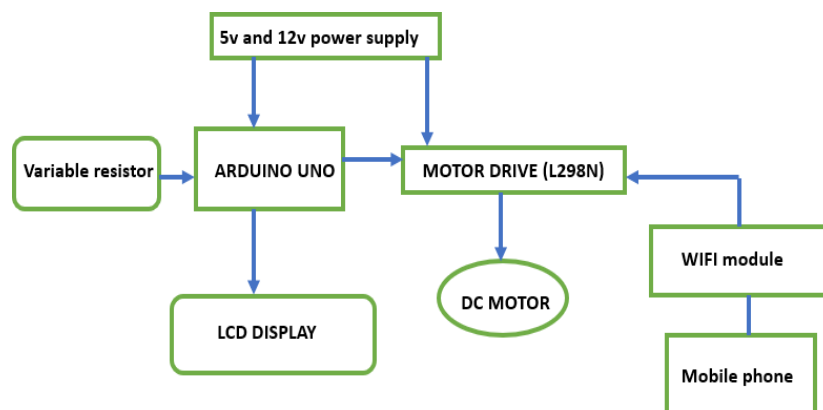 5v and 12v power supply
Variable resistor
ARDUINO UNO
MOTOR DRIVE (L298N)
WIFI module
DC MOTOR
LCD DISPLAY
Mobile phone